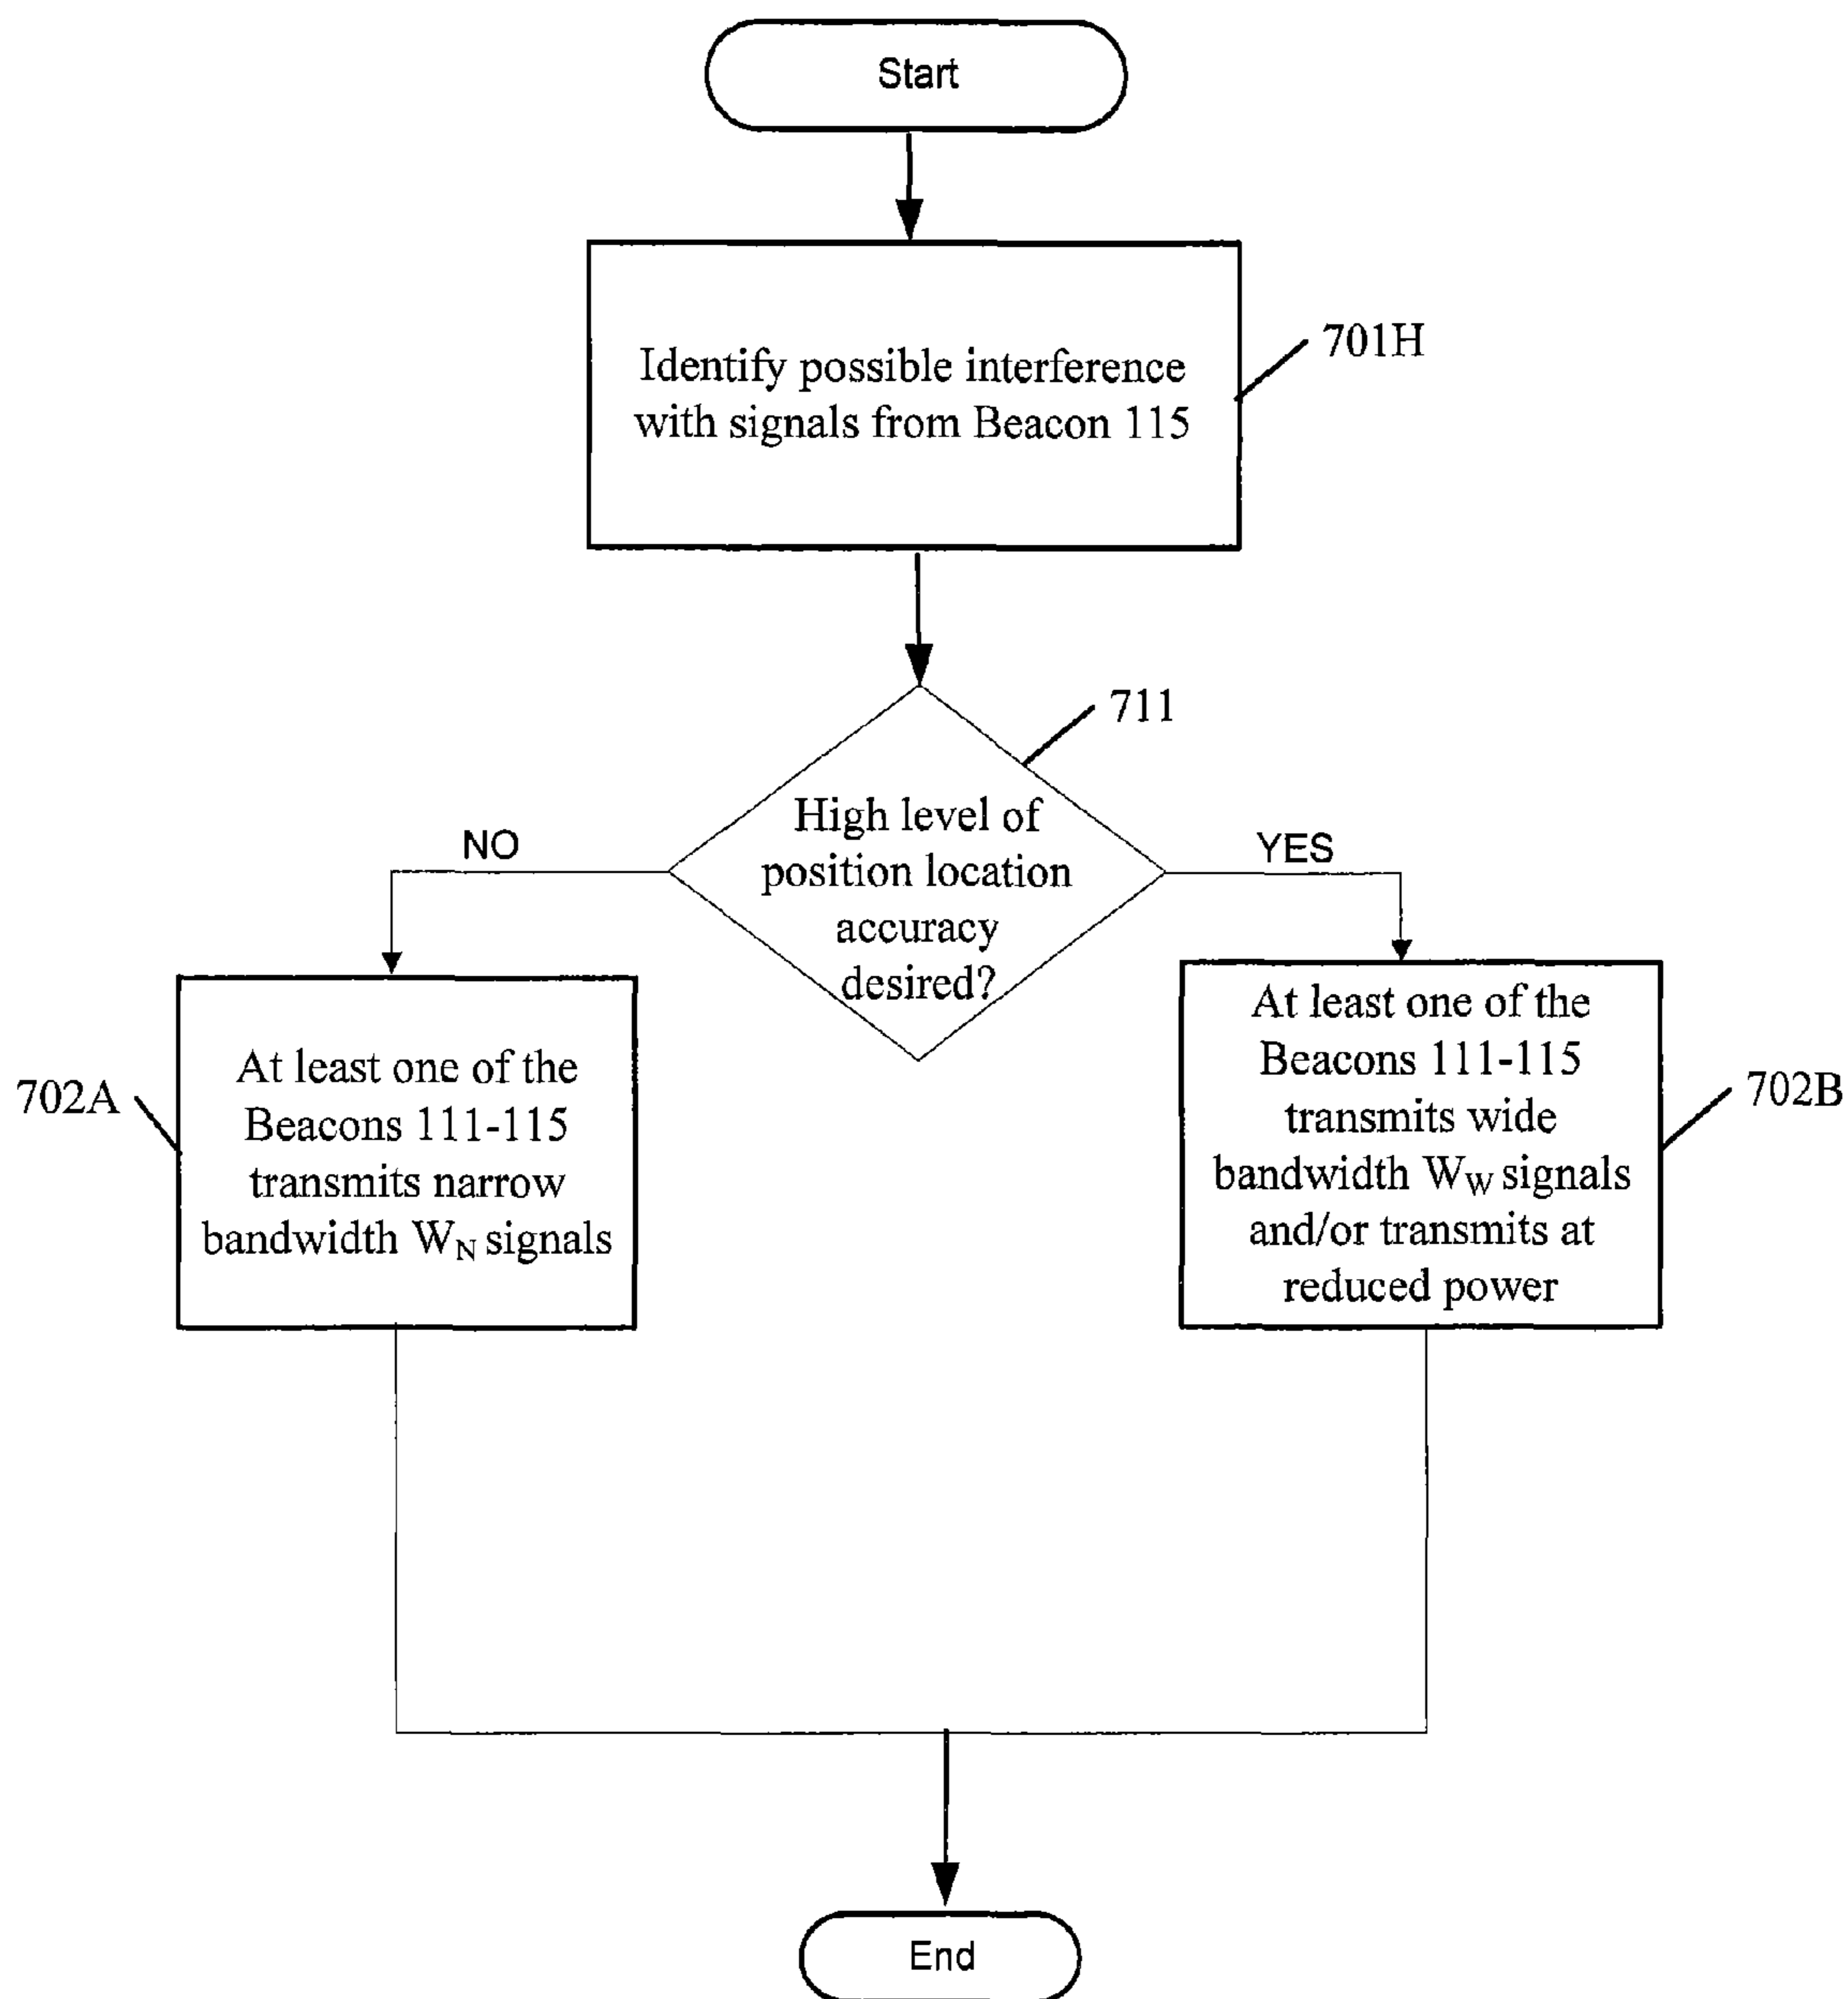 Start
Identify possible interference
with signals from Beacon 115
701H
711
High level of
position location
accuracy
desired?
NO
YES
702A
At least one of the
Beacons 111-115
transmits narrow
bandwidth W_N signals
At least one of the
Beacons 111-115
transmits wide
bandwidth W_W signals
and/or transmits at
reduced power
702B
End